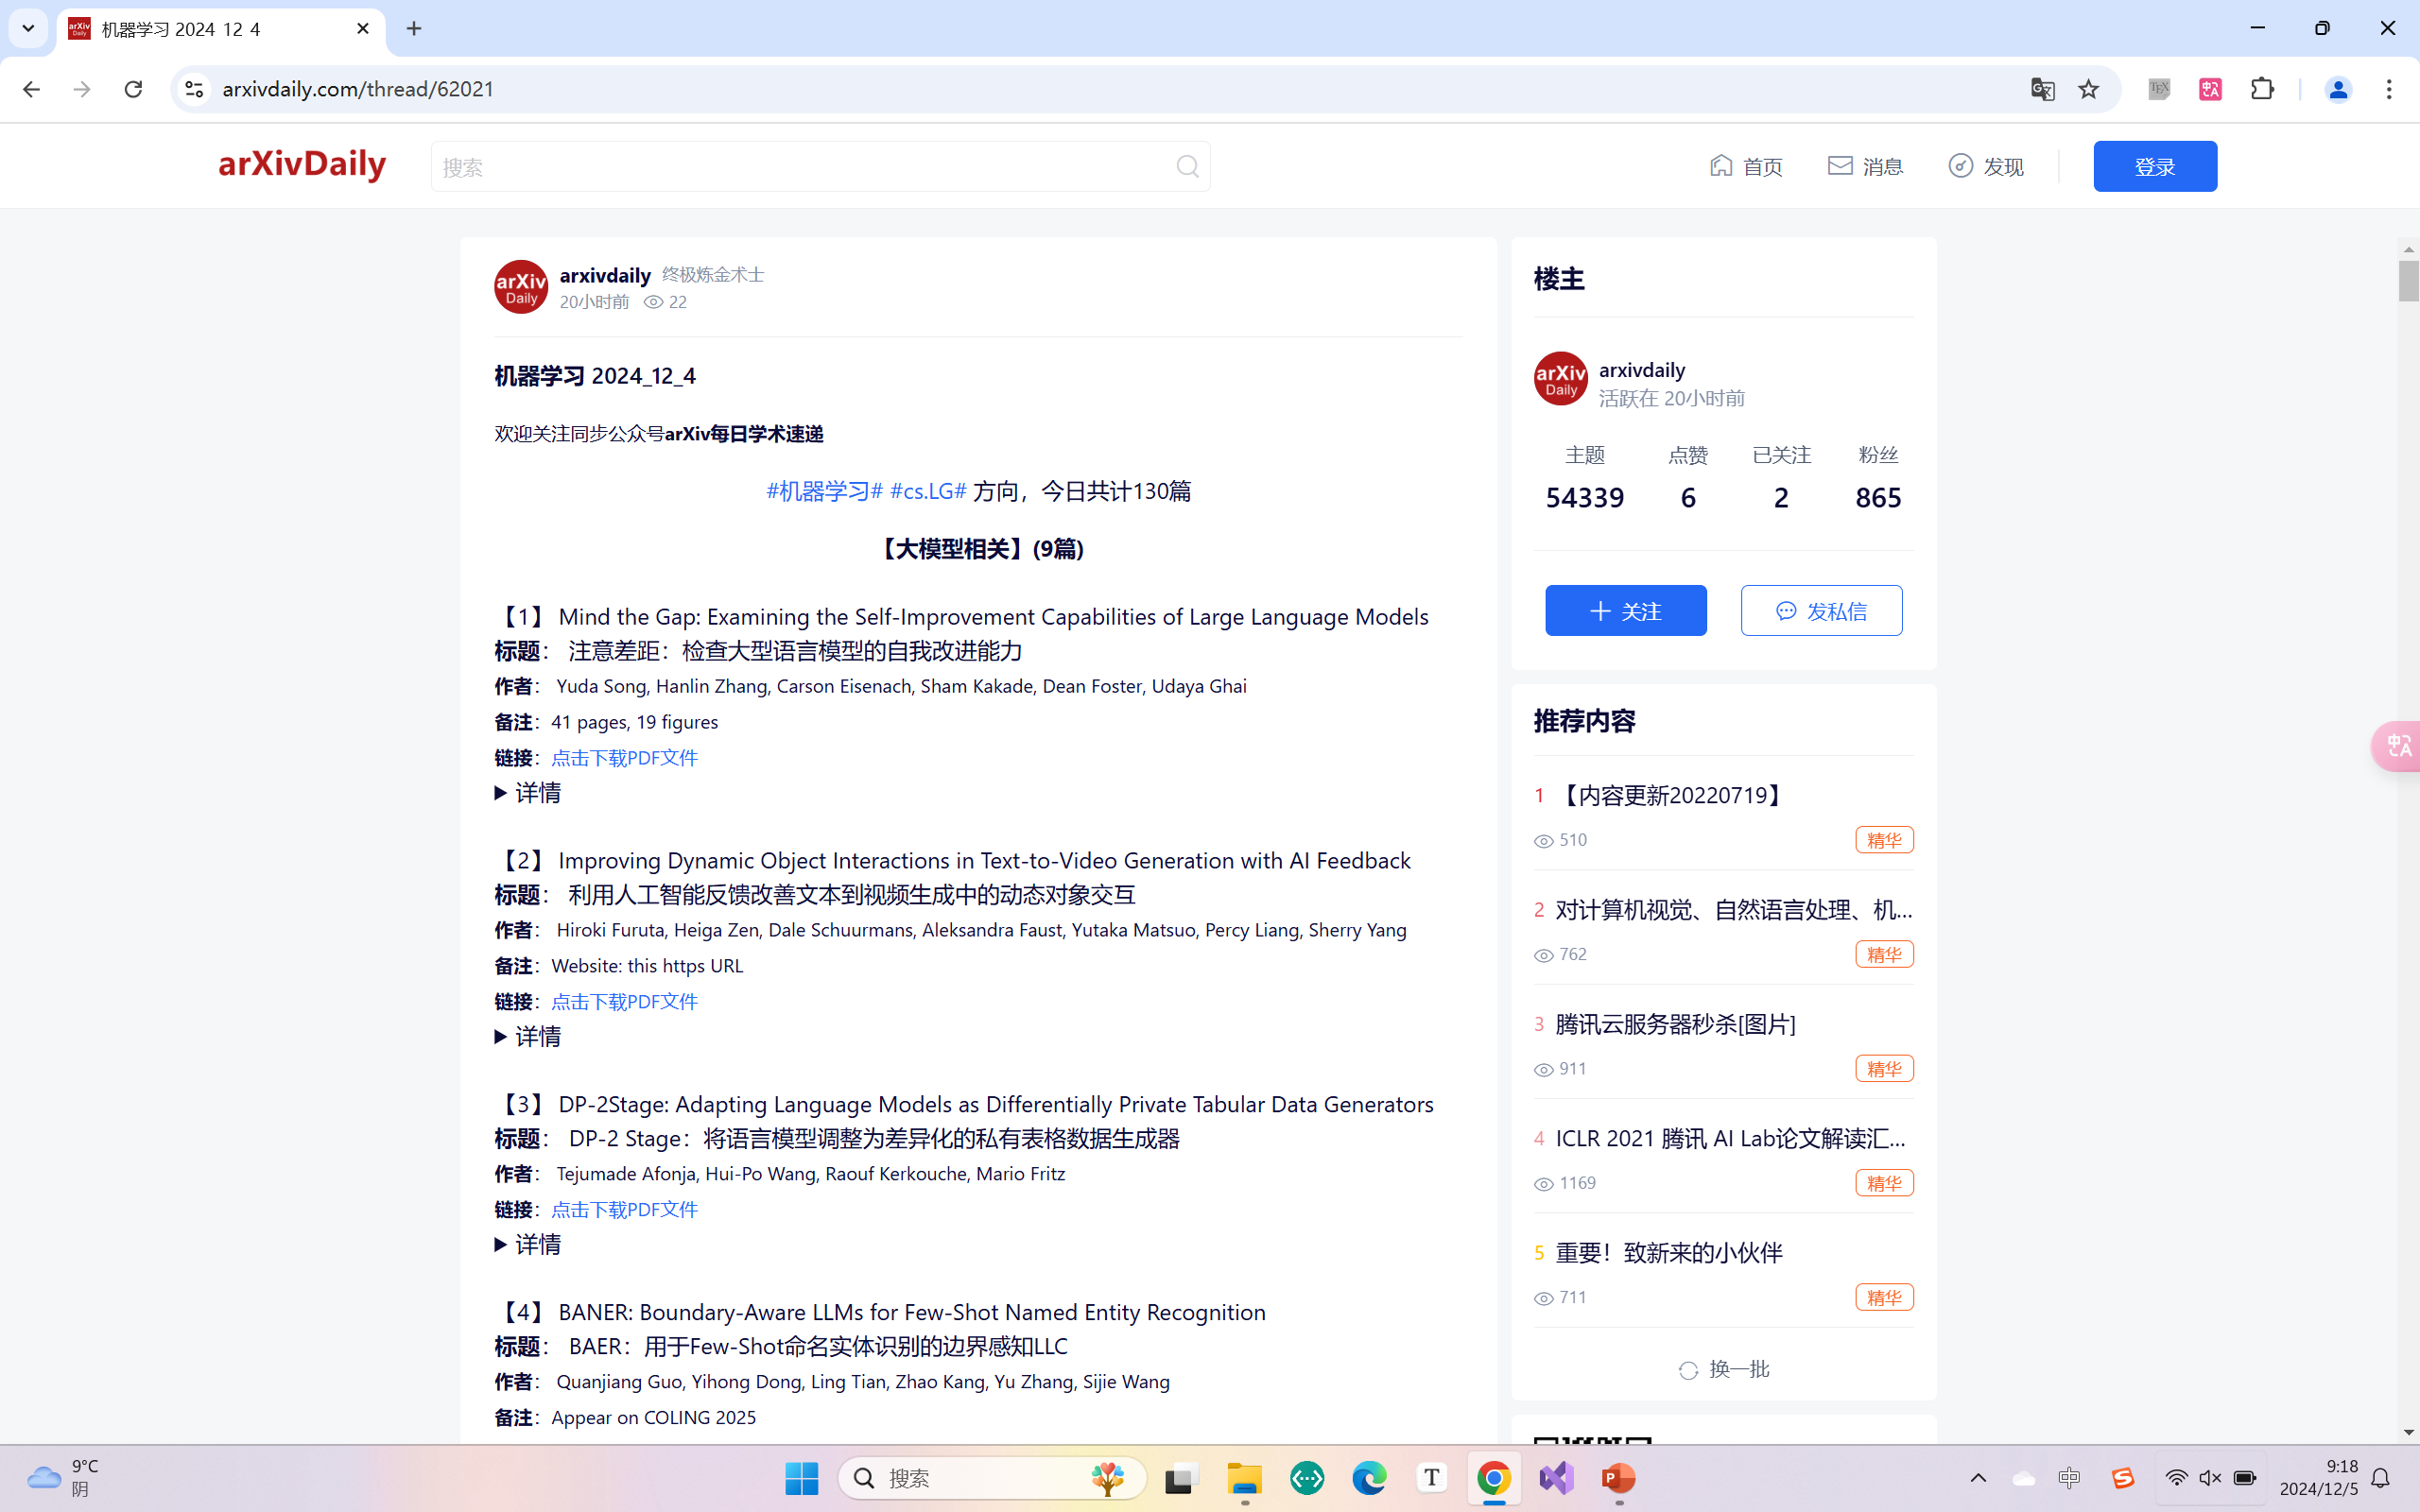 机器学习 2024_12_4
arxivdaily.com/thread/62021
arXivDaily
搜索
首页
消息
发现
登录
arXiv Daily
arxivdaily 终极炼金术士
20小时前 22
机器学习 2024_12_4
欢迎关注同步公众号arXiv每日学术速递
#机器学习# #cs.LG# 方向，今日共计130篇
【大模型相关】(9篇)
【1】 Mind the Gap: Examining the Self-Improvement Capabilities of Large Language Models
标题： 注意差距：检查大型语言模型的自我改进能力
作者： Yuda Song, Hanlin Zhang, Carson Eisenach, Sham Kakade, Dean Foster, Udaya Ghai
备注：41 pages, 19 figures
链接：点击下载PDF文件
详情
【2】 Improving Dynamic Object Interactions in Text-to-Video Generation with AI Feedback
标题： 利用人工智能反馈改善文本到视频生成中的动态对象交互
作者： Hiroki Furuta, Heiga Zen, Dale Schuurmans, Aleksandra Faust, Yutaka Matsuo, Percy Liang, Sherry Yang
备注：Website: this https URL
链接：点击下载PDF文件
详情
【3】 DP-2Stage: Adapting Language Models as Differentially Private Tabular Data Generators
标题： DP-2 Stage：将语言模型调整为差异化的私有表格数据生成器
作者： Tejumade Afonja, Hui-Po Wang, Raouf Kerkouche, Mario Fritz
链接：点击下载PDF文件
详情
【4】 BANER: Boundary-Aware LLMs for Few-Shot Named Entity Recognition
标题： BAER：用于Few-Shot命名实体识别的边界感知LLC
作者： Quanjiang Guo, Yihong Dong, Ling Tian, Zhao Kang, Yu Zhang, Sijie Wang
备注：Appear on COLING 2025
楼主
arXiv Daily
arxivdaily
活跃在 20小时前
主题 点赞 已关注 粉丝
54339 6 2 865
关注
发私信
推荐内容
1 【内容更新20220719】
510 精华
2 对计算机视觉、自然语言处理、机...
762 精华
3 腾讯云服务器秒杀[图片]
911 精华
4 ICLR 2021 腾讯 AI Lab论文解读汇...
1169 精华
5 重要！致新来的小伙伴
711 精华
换一批
9°C
阴
搜索
中
9:18
2024/12/5